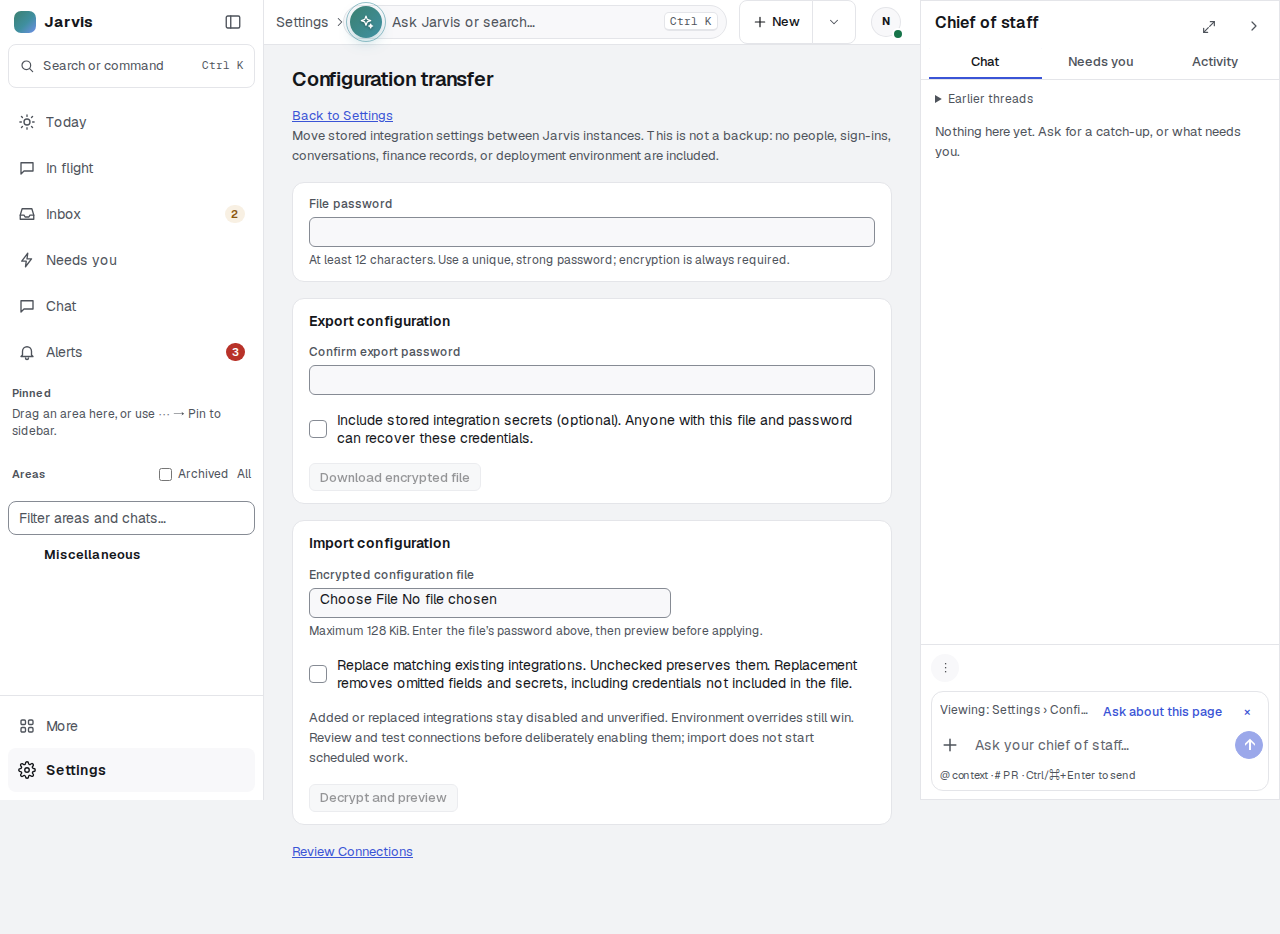 Jarvis
Search or command Ctrl K
Today
In flight
Inbox 2
Needs you
Chat
Alerts 3
Pinned
Drag an area here, or use ··· → Pin to
sidebar.
Areas Archived All
Filter areas and chats…
Miscellaneous
More
Settings
Settings › Ask Jarvis or search… Ctrl K
+ New
N
Configuration transfer
Back to Settings
Move stored integration settings between Jarvis instances. This is not a backup: no people, sign-ins,
conversations, finance records, or deployment environment are included.
File password
At least 12 characters. Use a unique, strong password; encryption is always required.
Export configuration
Confirm export password
Include stored integration secrets (optional). Anyone with this file and password
can recover these credentials.
Download encrypted file
Import configuration
Encrypted configuration file
Choose File No file chosen
Maximum 128 KiB. Enter the file's password above, then preview before applying.
Replace matching existing integrations. Unchecked preserves them. Replacement
removes omitted fields and secrets, including credentials not included in the file.
Added or replaced integrations stay disabled and unverified. Environment overrides still win.
Review and test connections before deliberately enabling them; import does not start
scheduled work.
Decrypt and preview
Review Connections
Chief of staff
Chat Needs you Activity
▶ Earlier threads
Nothing here yet. Ask for a catch-up, or what needs
you.
Viewing: Settings › Confi… Ask about this page ×
Ask your chief of staff…
@ context · # PR · Ctrl/⌘+Enter to send